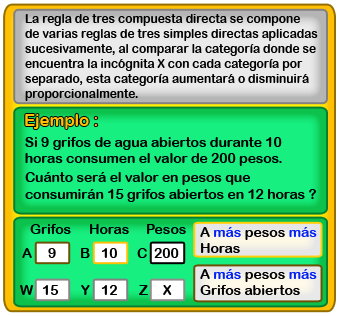 La regla de tres compuesta directa se compone
de varias reglas de tres simples directas aplicadas
sucesivamente, al comparar la categoría donde se
encuentra la incógnita X con cada categoría por
separado, esta categoría aumentará o disminuirá
proporcionalmente.
Ejemplo :
Si 9 grifos de agua abiertos durante 10
horas consumen el valor de 200 pesos.
Cuánto será el valor en pesos que
consumirán 15 grifos abiertos en 12 horas ?
Grifos Horas Pesos
A 9 B 10 C 200
W 15 Y 12 Z X
A más pesos más
Horas
A más pesos más
Grifos abiertos